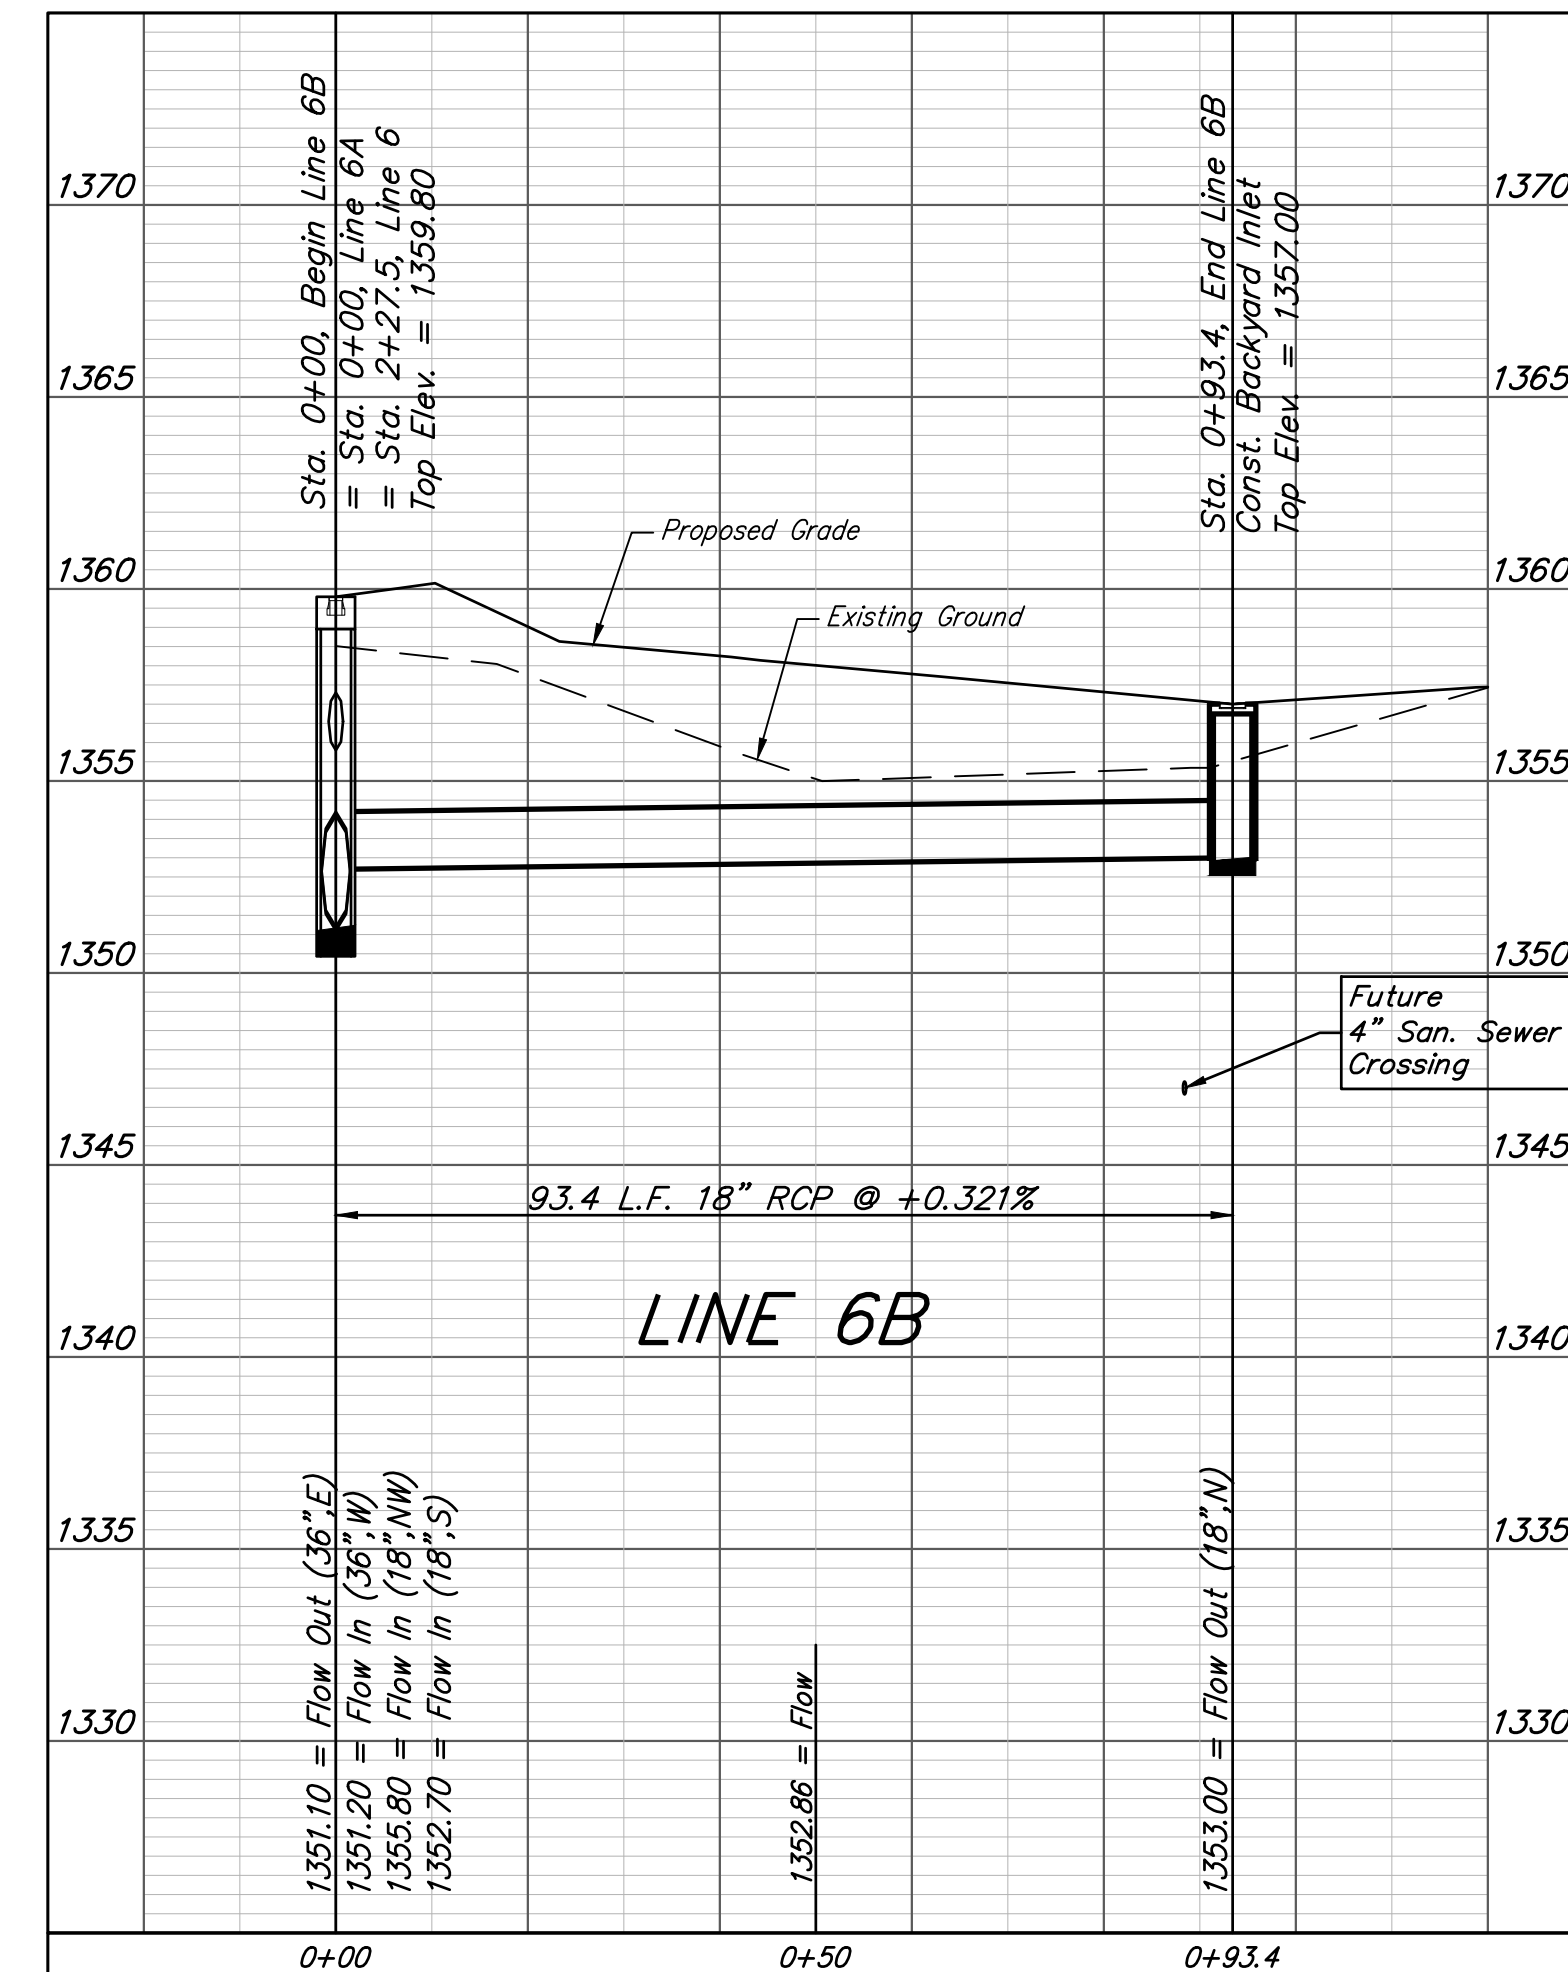 Sta. 0+00, Begin Line 6B
= Sta. 0+00, Line 6A
= Sta. 2+27.5, Line 6
Top Elev. = 1359.80
Sta. 0+93.4, End Line 6B
Const. Backyard Inlet
Top Elev. = 1357.00
1370
1370
1365
1365
Proposed Grade
1360
1360
Existing Ground
1355
1355
1350
1350
Future
4" San. Sewer
Crossing
1345
1345
93.4 L.F. 18" RCP @ +0.321%
LINE 6B
1340
1340
1335
1335
1330
1330
1351.10 = Flow Out (36",E)
1351.20 = Flow In (36",W)
1355.80 = Flow In (18",NW)
1352.70 = Flow In (18",S)
1352.86 = Flow
1353.00 = Flow Out (18",N)
0+00
0+50
0+93.4